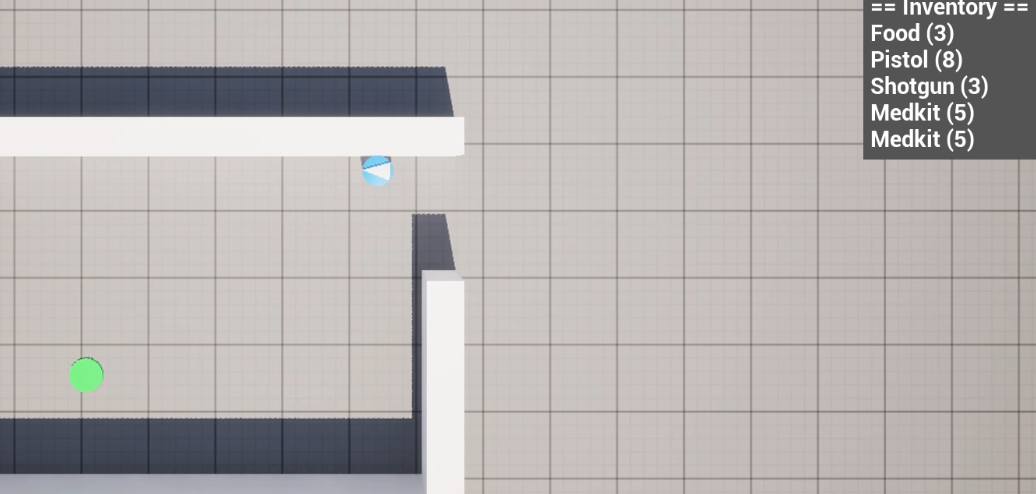 == Inventory ==
Food (3)
Pistol (8)
Shotgun (3)
Medkit (5)
Medkit (5)